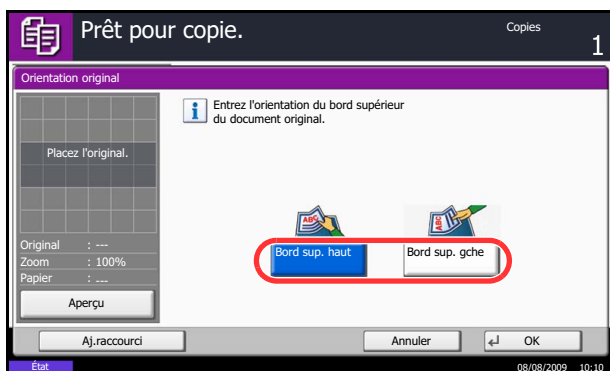 Prêt pour copie.
Copies
1
Orientation original
Placez l'original.
Entrez l'orientation du bord supérieur
du document original.
ABC
ABC
Bord sup. haut
Bord sup. gche
Original : ---
Zoom : 100%
Papier : ---
Aperçu
Aj.raccourci
Annuler
OK
État
08/08/2009 10:10